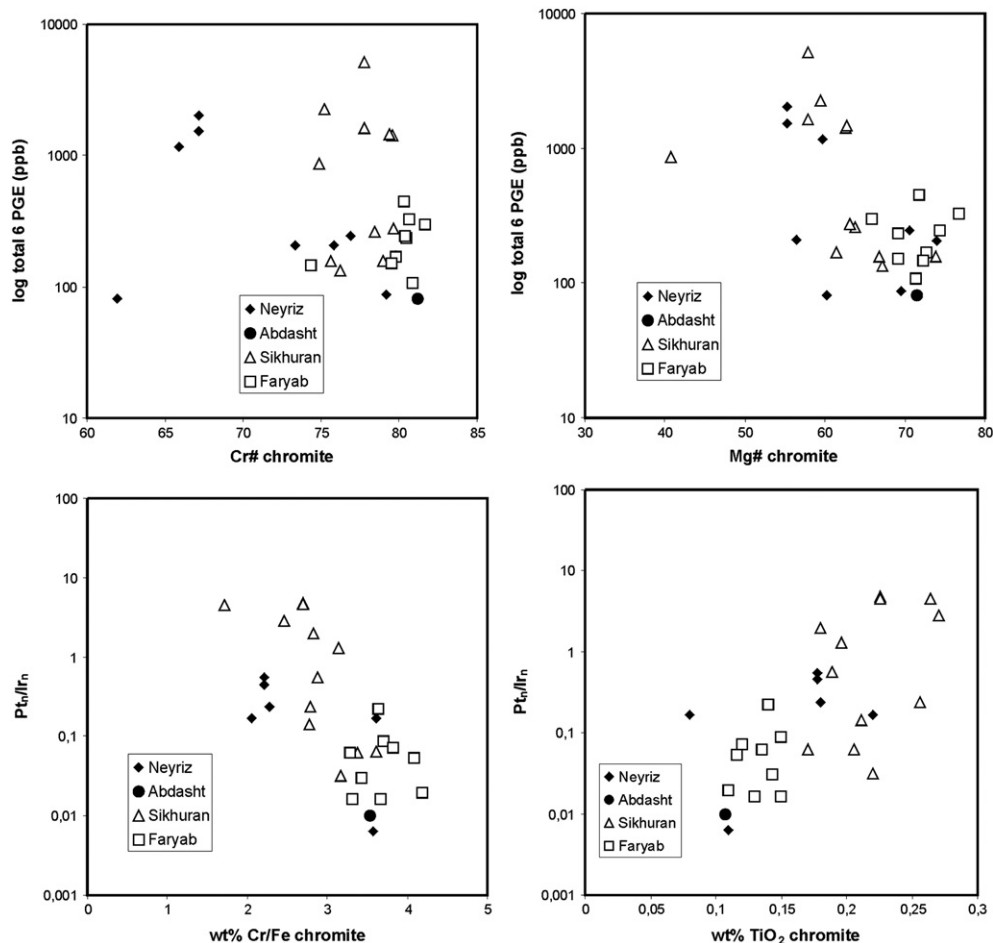 10000
1000
100
10
log total 6 PGE (ppb)
Neyriz
Abdasht
Sikhuran
Faryab
60 65 70 75 80 85
Cr# chromite
10000
1000
100
10
log total 6 PGE (ppb)
Neyriz
Abdasht
Sikhuran
Faryab
30 40 50 60 70 80
Mg# chromite
100
10
1
0,1
0,01
0,001
Ptn/Irn
Neyriz
Abdasht
Sikhuran
Faryab
0 1 2 3 4 5
wt% Cr/Fe chromite
100
10
1
0,1
0,01
0,001
Ptn/Irn
Neyriz
Abdasht
Sikhuran
Faryab
0 0,05 0,1 0,15 0,2 0,25 0,3
wt% TiO2 chromite